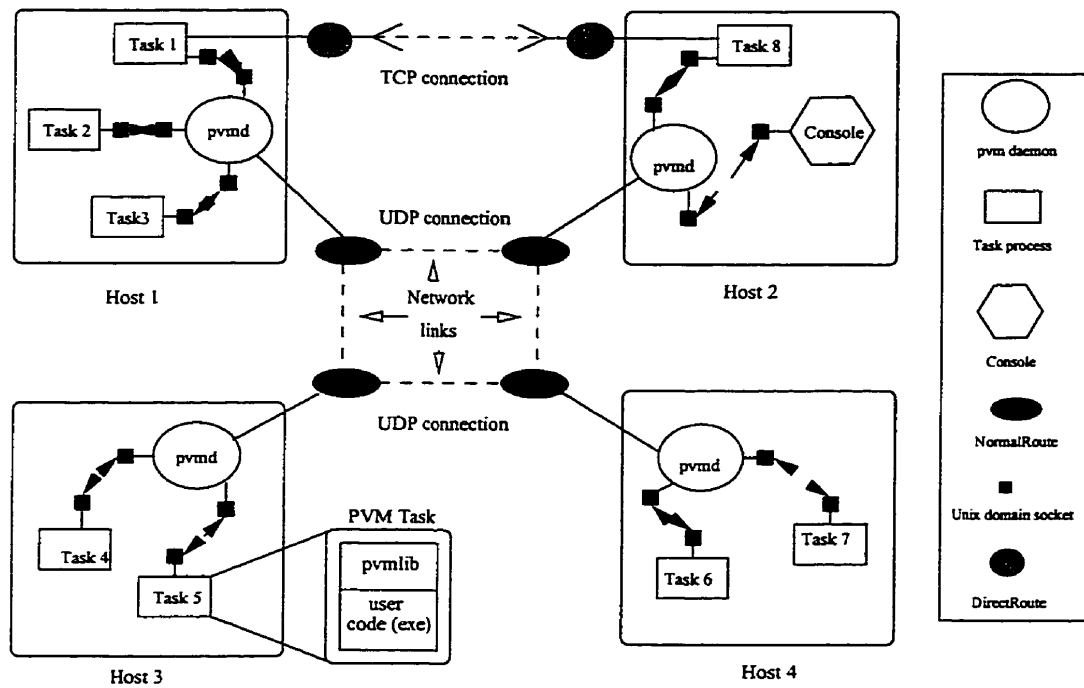 Task 1
Task 2
Task3
pvmd
Host 1
TCP connection
Task 8
pvmd
Console
Host 2
UDP connection
Network
links
UDP connection
pvmd
Task 4
Task 5
Host 3
PVM Task
pvmlib
user
code (exe)
pvmd
Task 6
Task 7
Host 4
pvm daemon
Task process
Console
NormalRoute
Unix domain socket
DirectRoute